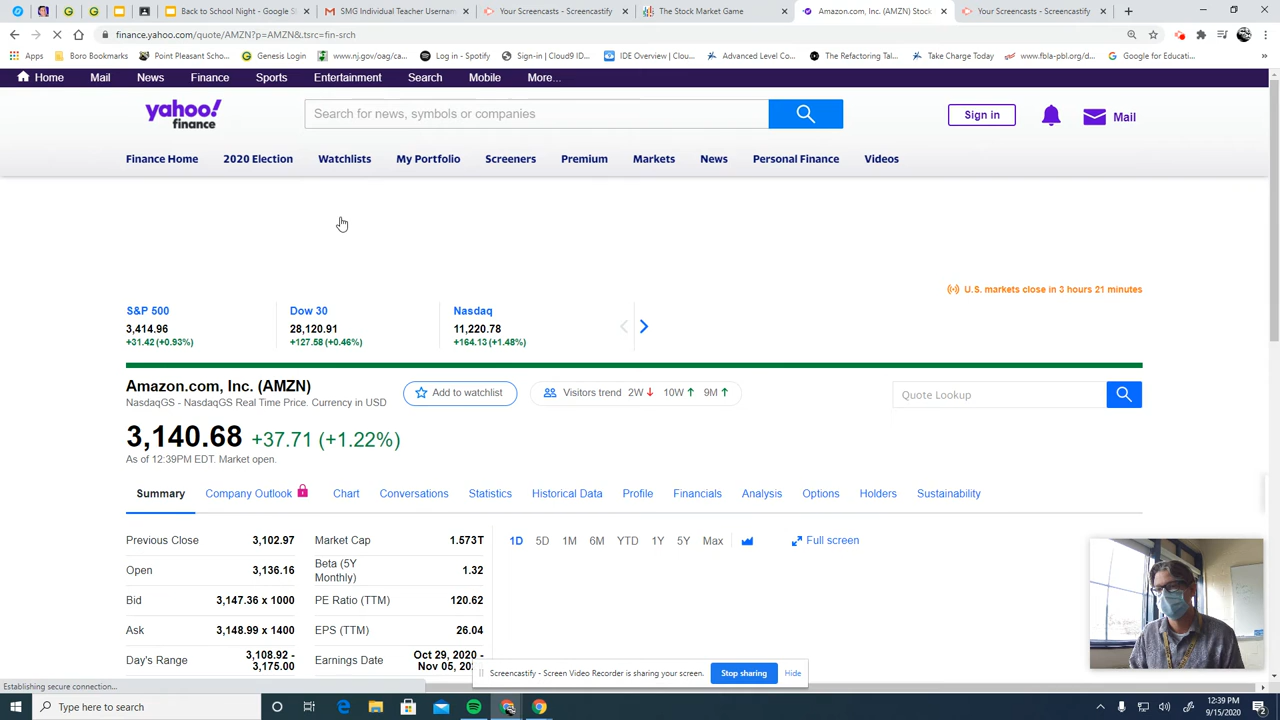 Back to School Night - Google S
SMG Individual Teacher Usernam
Your Screencasts - Screencastify
The Stock Market Game
Amazon.com, Inc. (AMZN) Stock
Your Screencasts - Screencastify
finance.yahoo.com/quote/AMZN?p=AMZN&.tsrc=fin-srch
Apps
Boro Bookmarks
Point Pleasant Schoo...
Genesis Login
www.nj.gov/oag/ca...
Log in - Spotify
Sign-in | Cloud9 ID...
IDE Overview | Clou...
Advanced Level Co...
The Refactoring Tal...
Take Charge Today
www.fbla-pbl.org/de...
Google for Educati...
Home Mail News Finance Sports Entertainment Search Mobile More...
yahoo!
finance
Search for news, symbols or companies
Sign in
Mail
Finance Home 2020 Election Watchlists My Portfolio Screeners Premium Markets News Personal Finance Videos
U.S. markets close in 3 hours 21 minutes
S&P 500
3,414.96
+31.42 (+0.93%)
Dow 30
28,120.91
+127.58 (+0.46%)
Nasdaq
11,220.78
+164.13 (+1.48%)
Amazon.com, Inc. (AMZN)
NasdaqGS - NasdaqGS Real Time Price. Currency in USD
Add to watchlist
Visitors trend 2W 10W 9M
Quote Lookup
3,140.68 +37.71 (+1.22%)
As of 12:39PM EDT. Market open.
Summary Company Outlook Chart Conversations Statistics Historical Data Profile Financials Analysis Options Holders Sustainability
Previous Close 3,102.97
Open 3,136.16
Bid 3,147.36 x 1000
Ask 3,148.99 x 1400
Day's Range 3,108.92 -
3,175.00
Market Cap 1.573T
Beta (5Y
Monthly) 1.32
PE Ratio (TTM) 120.62
EPS (TTM) 26.04
Earnings Date Oct 29, 2020 -
Nov 05, 20
1D 5D 1M 6M YTD 1Y 5Y Max Full screen
Screencastify - Screen Video Recorder is sharing your screen. Stop sharing Hide
Establishing secure connection...
Type here to search
12:39 PM
9/15/2020
2